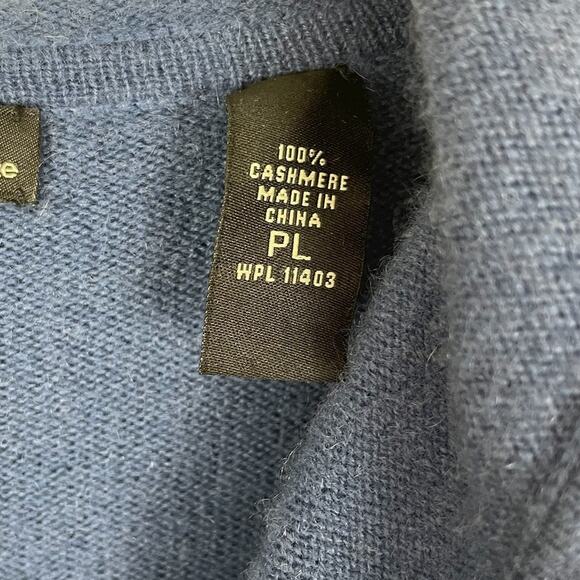 100%
CASHMERE
MADE IN
CHINA
PL
WPL 11403